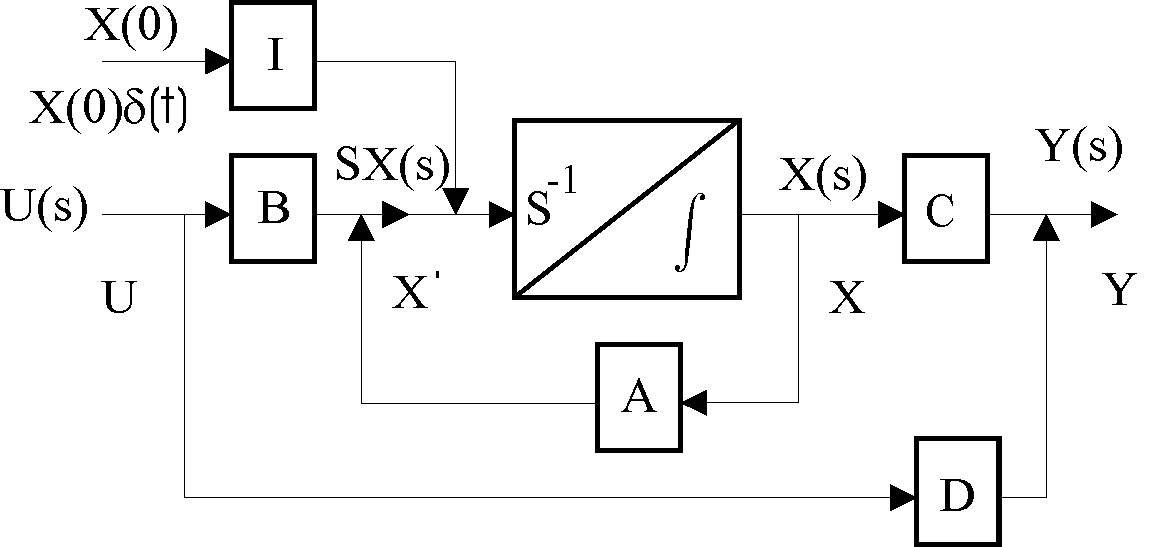 X(0)
I
X(0)δ(t)
SX(s)
X(s)
Y(s)
U(s)
B
S⁻¹
∫
C
U
X'
X
Y
A
D